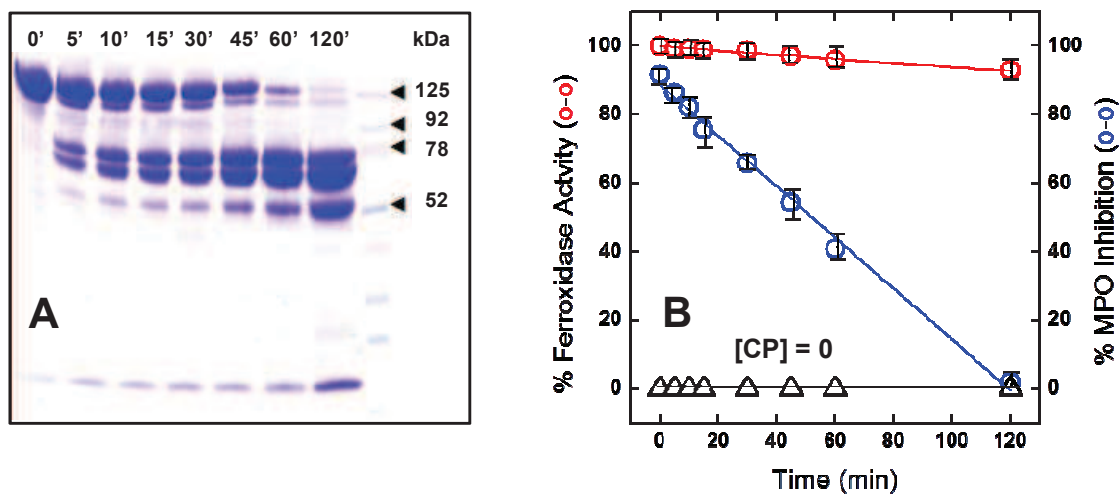 0' 5' 10' 15' 30' 45' 60' 120' kDa
125
92
78
52
A
% Ferroxidase Actvity (o-o)
100
80
60
40
20
0
B
[CP] = 0
100
80
60
40
20
0
% MPO Inhibition (o-o)
0 20 40 60 80 100 120
Time (min)